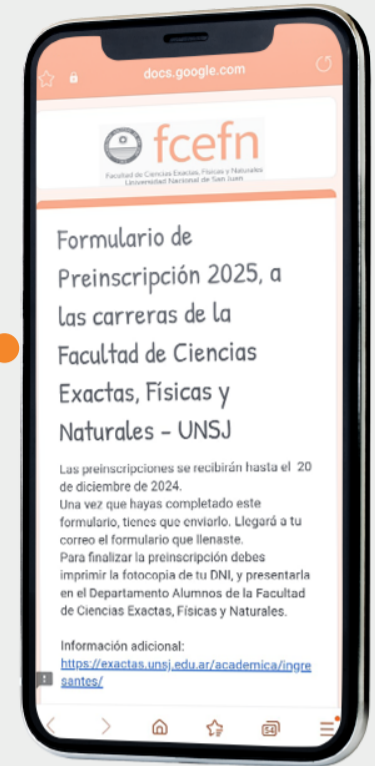 docs.google.com
fcefn
Facultad de Ciencias Exactas, Físicas y Naturales
Universidad Nacional de San Juan
Formulario de
Preinscripción 2025, a
las carreras de la
Facultad de Ciencias
Exactas, Físicas y
Naturales - UNSJ
Las preinscripciones se recibirán hasta el 20
de diciembre de 2024.
Una vez que hayas completado este
formulario, tienes que enviarlo. Llegará a tu
correo el formulario que llenaste.
Para finalizar la preinscripción debes
imprimir la fotocopia de tu DNI, y presentarla
en el Departamento Alumnos de la Facultad
de Ciencias Exactas, Físicas y Naturales.
Información adicional:
https://exactas.unsj.edu.ar/academica/ingre
santes/
54